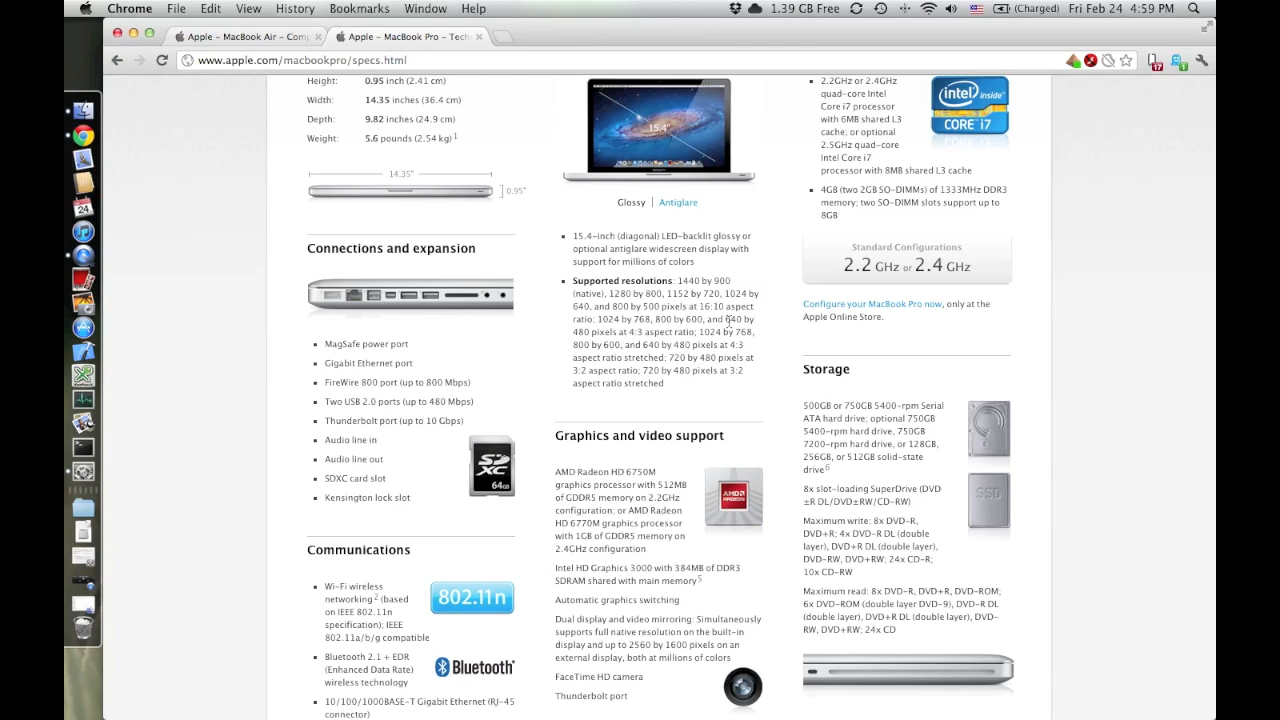 Chrome File Edit View History Bookmarks Window Help 1.39 GB Free (Charged) Fri Feb 24 4:59 PM
Apple – MacBook Air – Comp
Apple – MacBook Pro – Tech
www.apple.com/macbookpro/specs.html
17
1
24
Height: 0.95 inch (2.41 cm)
Width: 14.35 inches (36.4 cm)
Depth: 9.82 inches (24.9 cm)
Weight: 5.6 pounds (2.54 kg) 1
14.35"
0.95"
Connections and expansion
MagSafe power port
Gigabit Ethernet port
FireWire 800 port (up to 800 Mbps)
Two USB 2.0 ports (up to 480 Mbps)
Thunderbolt port (up to 10 Gbps)
Audio line in
Audio line out
SDXC card slot
Kensington lock slot
SD
XC
64GB
Communications
Wi-Fi wireless
networking 2 (based
on IEEE 802.11n
specification); IEEE
802.11a/b/g compatible
802.11n
Bluetooth 2.1 + EDR
(Enhanced Data Rate)
wireless technology
Bluetooth®
10/100/1000BASE-T Gigabit Ethernet (RJ-45
connector)
15.4"
Glossy | Antiglare
15.4-inch (diagonal) LED-backlit glossy or
optional antiglare widescreen display with
support for millions of colors
Supported resolutions: 1440 by 900
(native), 1280 by 800, 1152 by 720, 1024 by
640, and 800 by 500 pixels at 16:10 aspect
ratio; 1024 by 768, 800 by 600, and 640 by
480 pixels at 4:3 aspect ratio; 1024 by 768,
800 by 600, and 640 by 480 pixels at 4:3
aspect ratio stretched; 720 by 480 pixels at
3:2 aspect ratio; 720 by 480 pixels at 3:2
aspect ratio stretched
Graphics and video support
AMD Radeon HD 6750M
graphics processor with 512MB
of GDDR5 memory on 2.2GHz
configuration; or AMD Radeon
HD 6770M graphics processor
with 1GB of GDDR5 memory on
2.4GHz configuration
AMD
RADEON
Intel HD Graphics 3000 with 384MB of DDR3
SDRAM shared with main memory 5
Automatic graphics switching
Dual display and video mirroring: Simultaneously
supports full native resolution on the built-in
display and up to 2560 by 1600 pixels on an
external display, both at millions of colors
FaceTime HD camera
Thunderbolt port
2.2GHz or 2.4GHz
quad-core Intel
Core i7 processor
with 6MB shared L3
cache; or optional
2.5GHz quad-core
Intel Core i7
processor with 8MB shared L3 cache
intel inside
CORE i7
4GB (two 2GB SO-DIMMs) of 1333MHz DDR3
memory; two SO-DIMM slots support up to
8GB
Standard Configurations
2.2 GHz or 2.4 GHz
Configure your MacBook Pro now, only at the
Apple Online Store.
Storage
500GB or 750GB 5400-rpm Serial
ATA hard drive; optional 750GB
5400-rpm hard drive, 750GB
7200-rpm hard drive, or 128GB,
256GB, or 512GB solid-state
drive 6
SSD
8x slot-loading SuperDrive (DVD
±R DL/DVD±RW/CD-RW)
Maximum write: 8x DVD-R,
DVD+R; 4x DVD-R DL (double
layer), DVD+R DL (double layer),
DVD-RW, DVD+RW; 24x CD-R;
10x CD-RW
Maximum read: 8x DVD-R, DVD+R, DVD-ROM;
6x DVD-ROM (double layer DVD-9), DVD-R DL
(double layer), DVD+R DL (double layer), DVD-
RW, DVD+RW; 24x CD